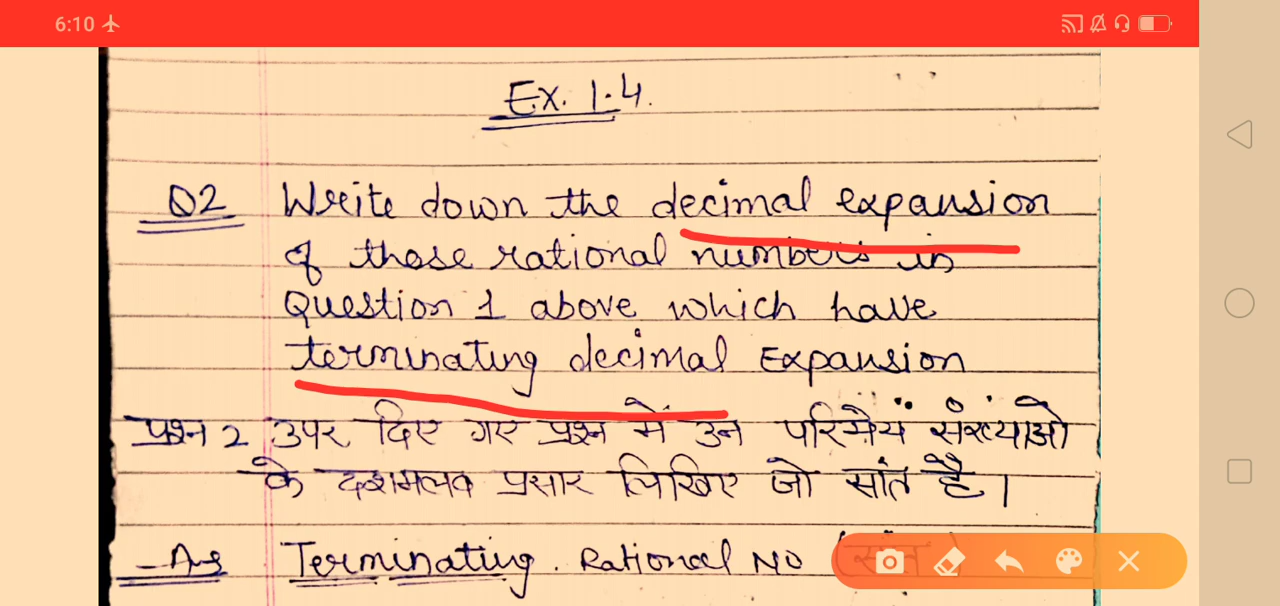 6:10
Ex. 1.4.
Q2 Write down the decimal expansion
of those rational numbers in
Question 1 above which have
terminating decimal Expansion
प्रश्न 2 उपर दिए गए प्रश्न में उन परिमेय संख्याओं
के दशमलव प्रसार लिखिए जो सांत है।
Ans Terminating. Rational NO